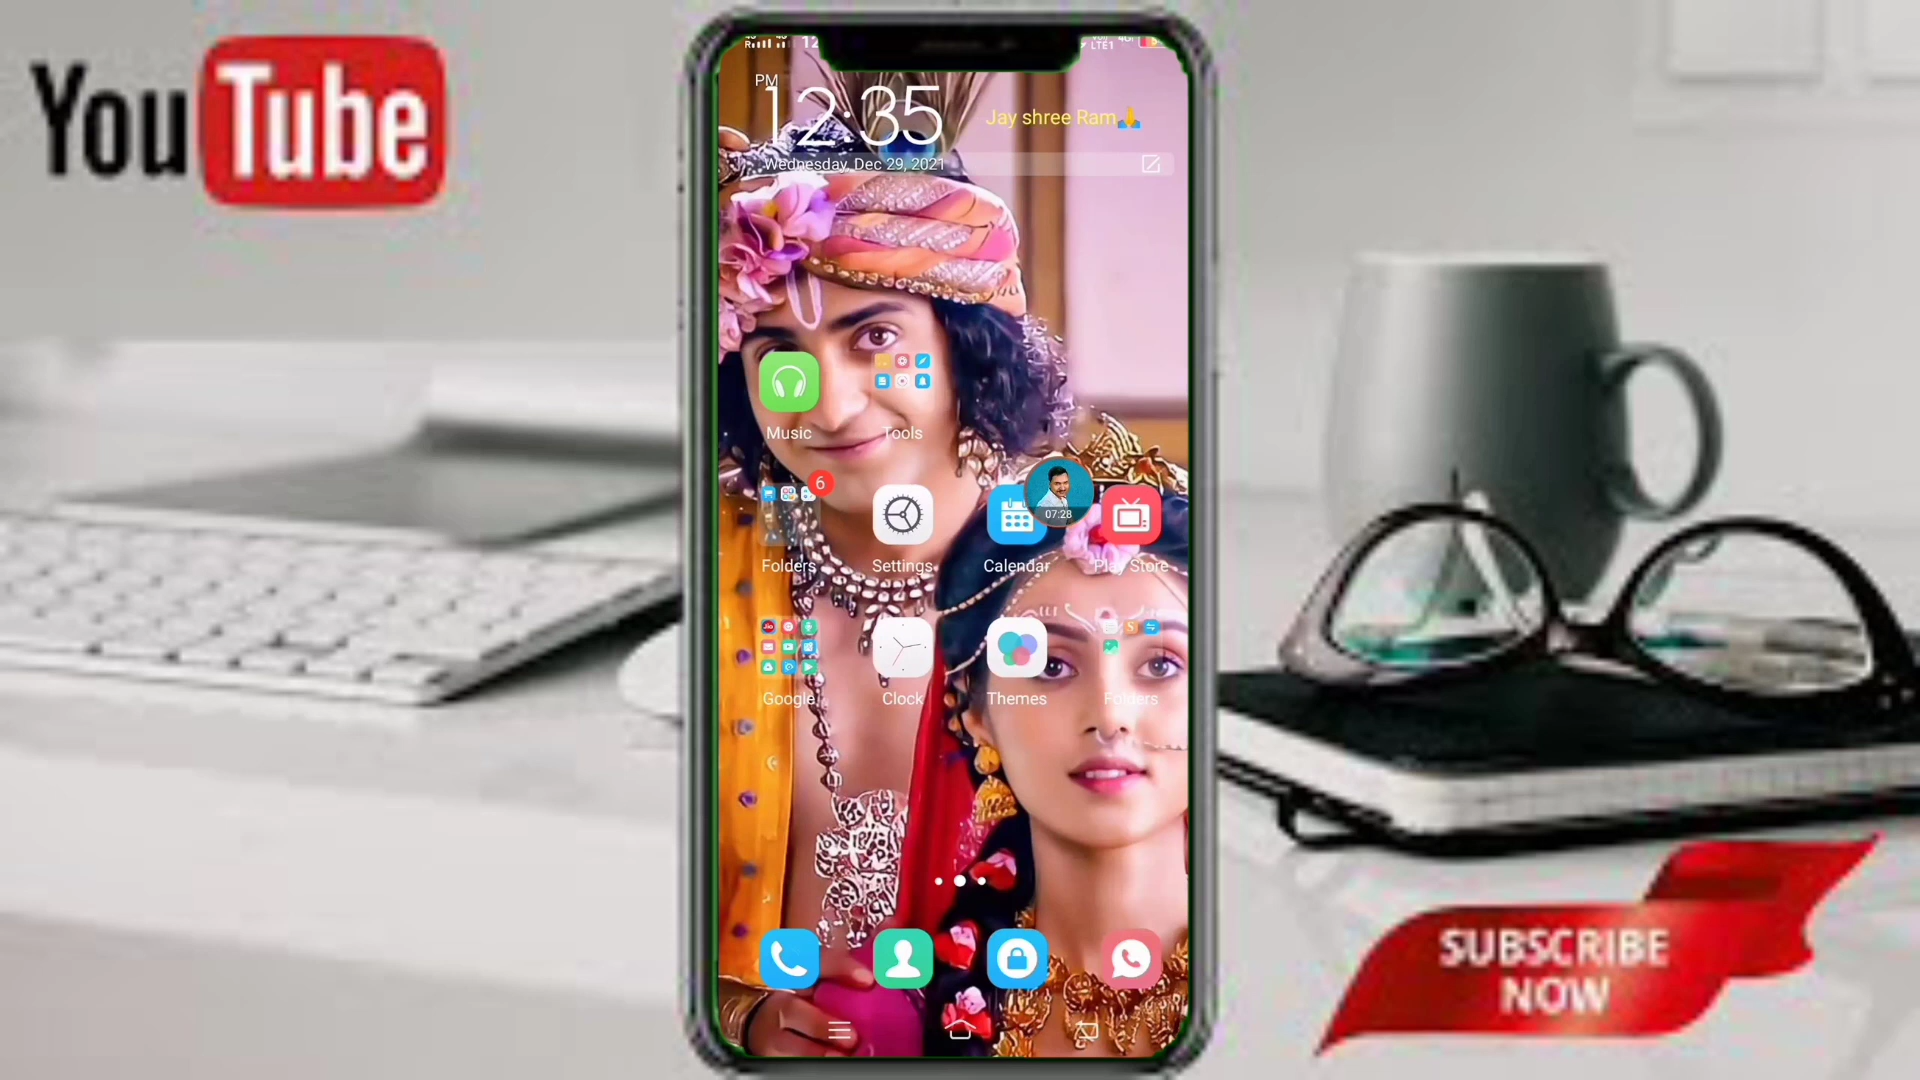 YouTube
LTE1
PM
12:35
Jay shree Ram🙏
Wednesday, Dec 29, 2021
Music
Tools
6
07:28
Folders
Settings
Calendar
Play Store
Google
Clock
Themes
Folders
SUBSCRIBE
NOW